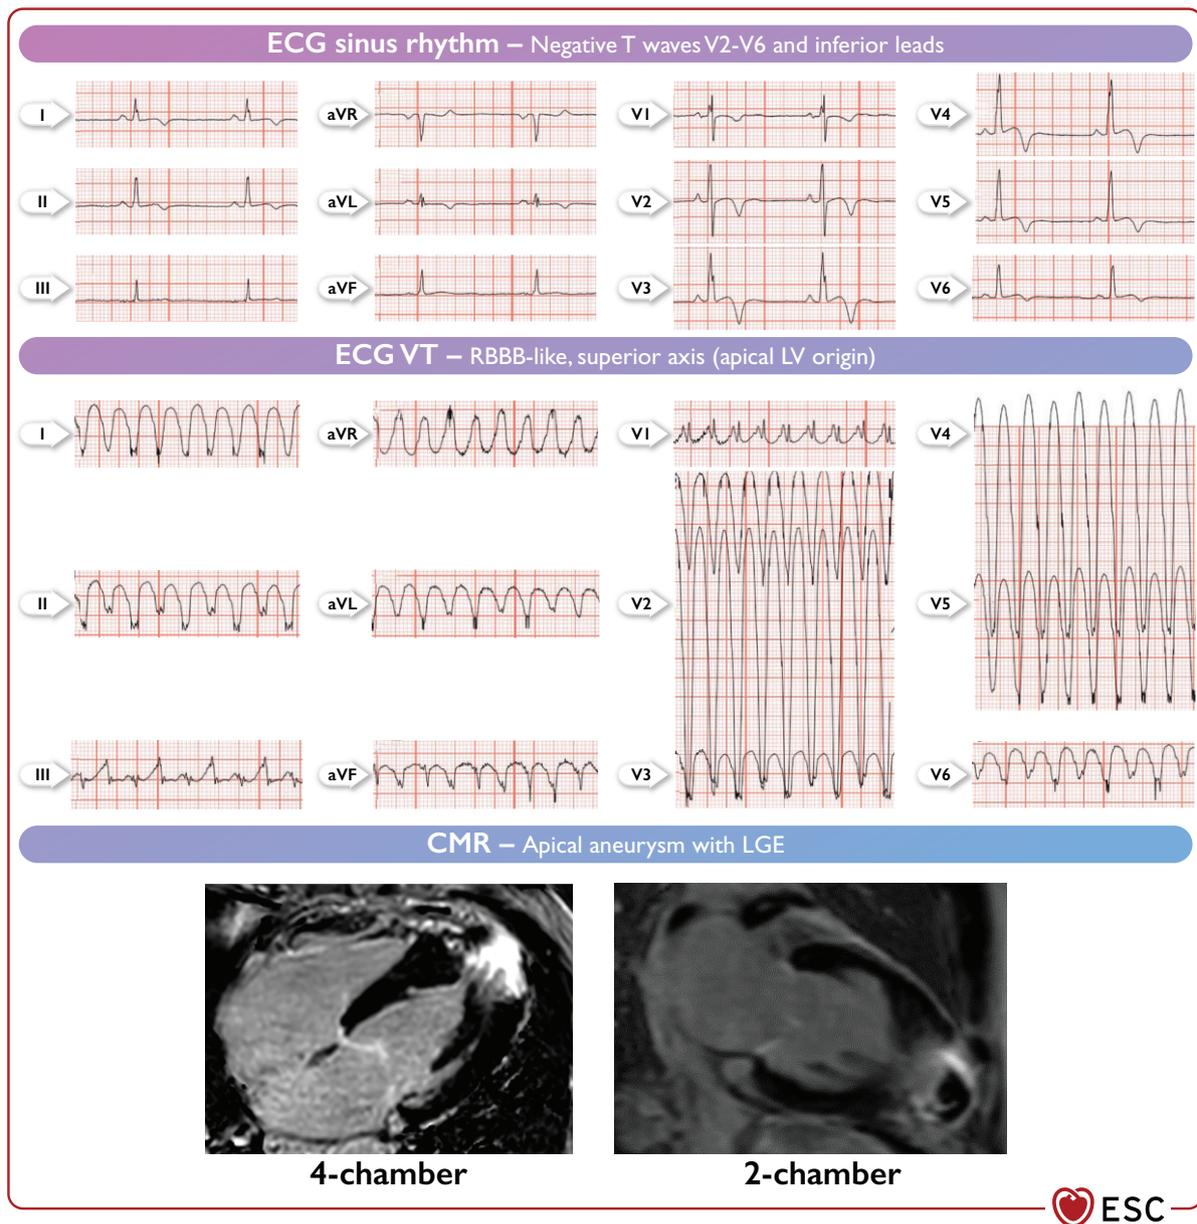 ECG sinus rhythm – Negative T waves V2-V6 and inferior leads
I
aVR
V1
V4
II
aVL
V2
V5
III
aVF
V3
V6
ECG VT – RBBB-like, superior axis (apical LV origin)
I
aVR
V1
V4
II
aVL
V2
V5
III
aVF
V3
V6
CMR – Apical aneurysm with LGE
4-chamber
2-chamber
ESC